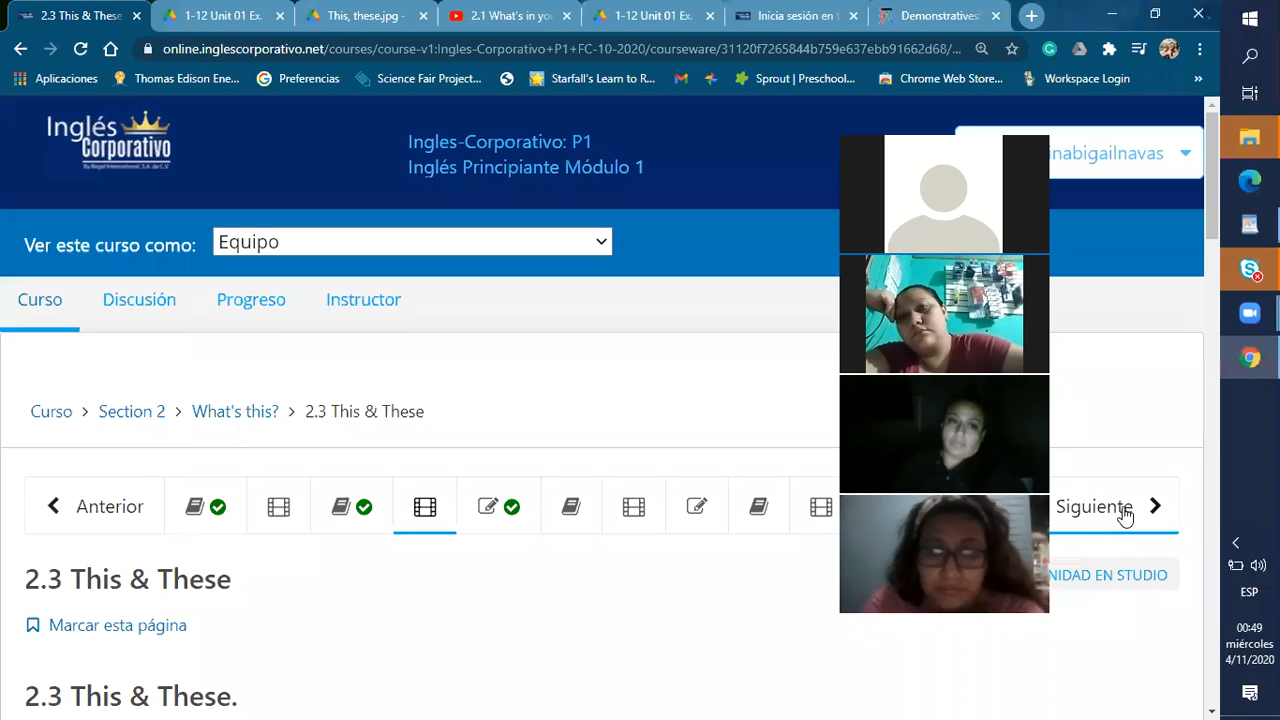 2.3 This & These
1-12 Unit 01 Ex.
This, these.jpg -
2.1 What's in you
1-12 Unit 01 Ex.
Inicia sesión en t
Demonstratives
online.inglescorporativo.net/courses/course-v1:Ingles-Corporativo+P1+FC-10-2020/courseware/31120f7265844b759e637ebb91662d68/...
Aplicaciones
Thomas Edison Ene...
Preferencias
Science Fair Project...
Starfall's Learn to R...
Sprout | Preschool...
Chrome Web Store...
Workspace Login
»
Inglés
Corporativo
Ingles-Corporativo: P1
Inglés Principiante Módulo 1
inabigailnavas
Ver este curso como:
Equipo
Curso
Discusión
Progreso
Instructor
Curso > Section 2 > What's this? > 2.3 This & These
Anterior
Siguiente
2.3 This & These
NIDAD EN STUDIO
Marcar esta página
2.3 This & These.
ESP
00:49
miércoles
4/11/2020